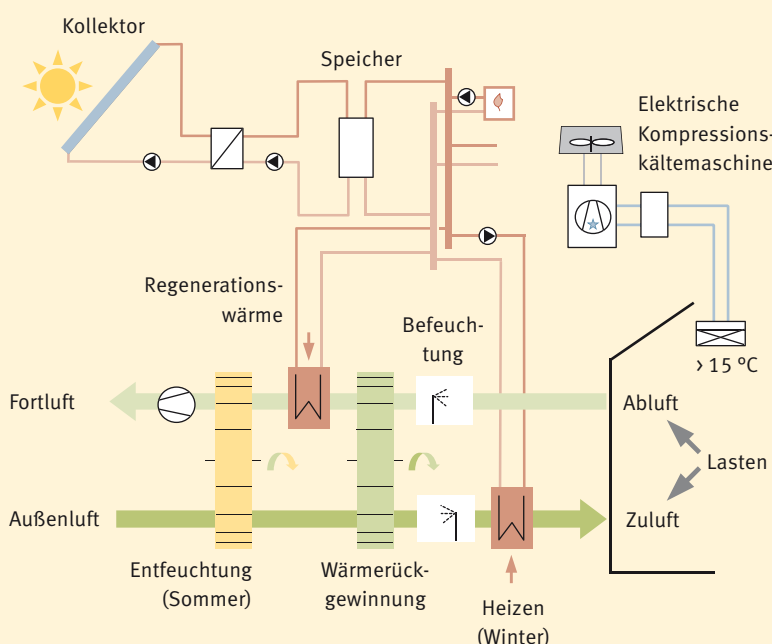 Kollektor
Speicher
Elektrische
Kompressions-
kältemaschine
Regenerations-
wärme
Befeuch-
tung
> 15 °C
Fortluft
Abluft
Lasten
Außenluft
Zuluft
Entfeuchtung
(Sommer)
Wärmerück-
gewinnung
Heizen
(Winter)